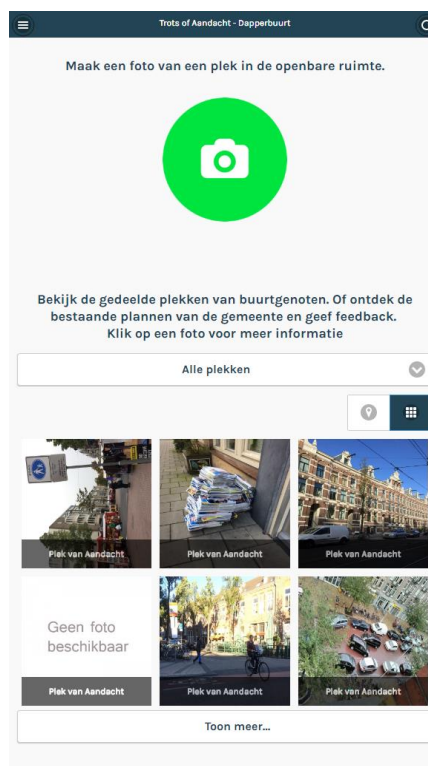 Trots of Aandacht - Dapperbuurt
Maak een foto van een plek in de openbare ruimte.
Bekijk de gedeelde plekken van buurtgenoten. Of ontdek de
bestaande plannen van de gemeente en geef feedback.
Klik op een foto voor meer informatie
Alle plekken
Plek van Aandacht
Plek van Aandacht
Plek van Aandacht
Geen foto
beschikbaar
Plek van Aandacht
Plek van Aandacht
Plek van Aandacht
Toon meer...